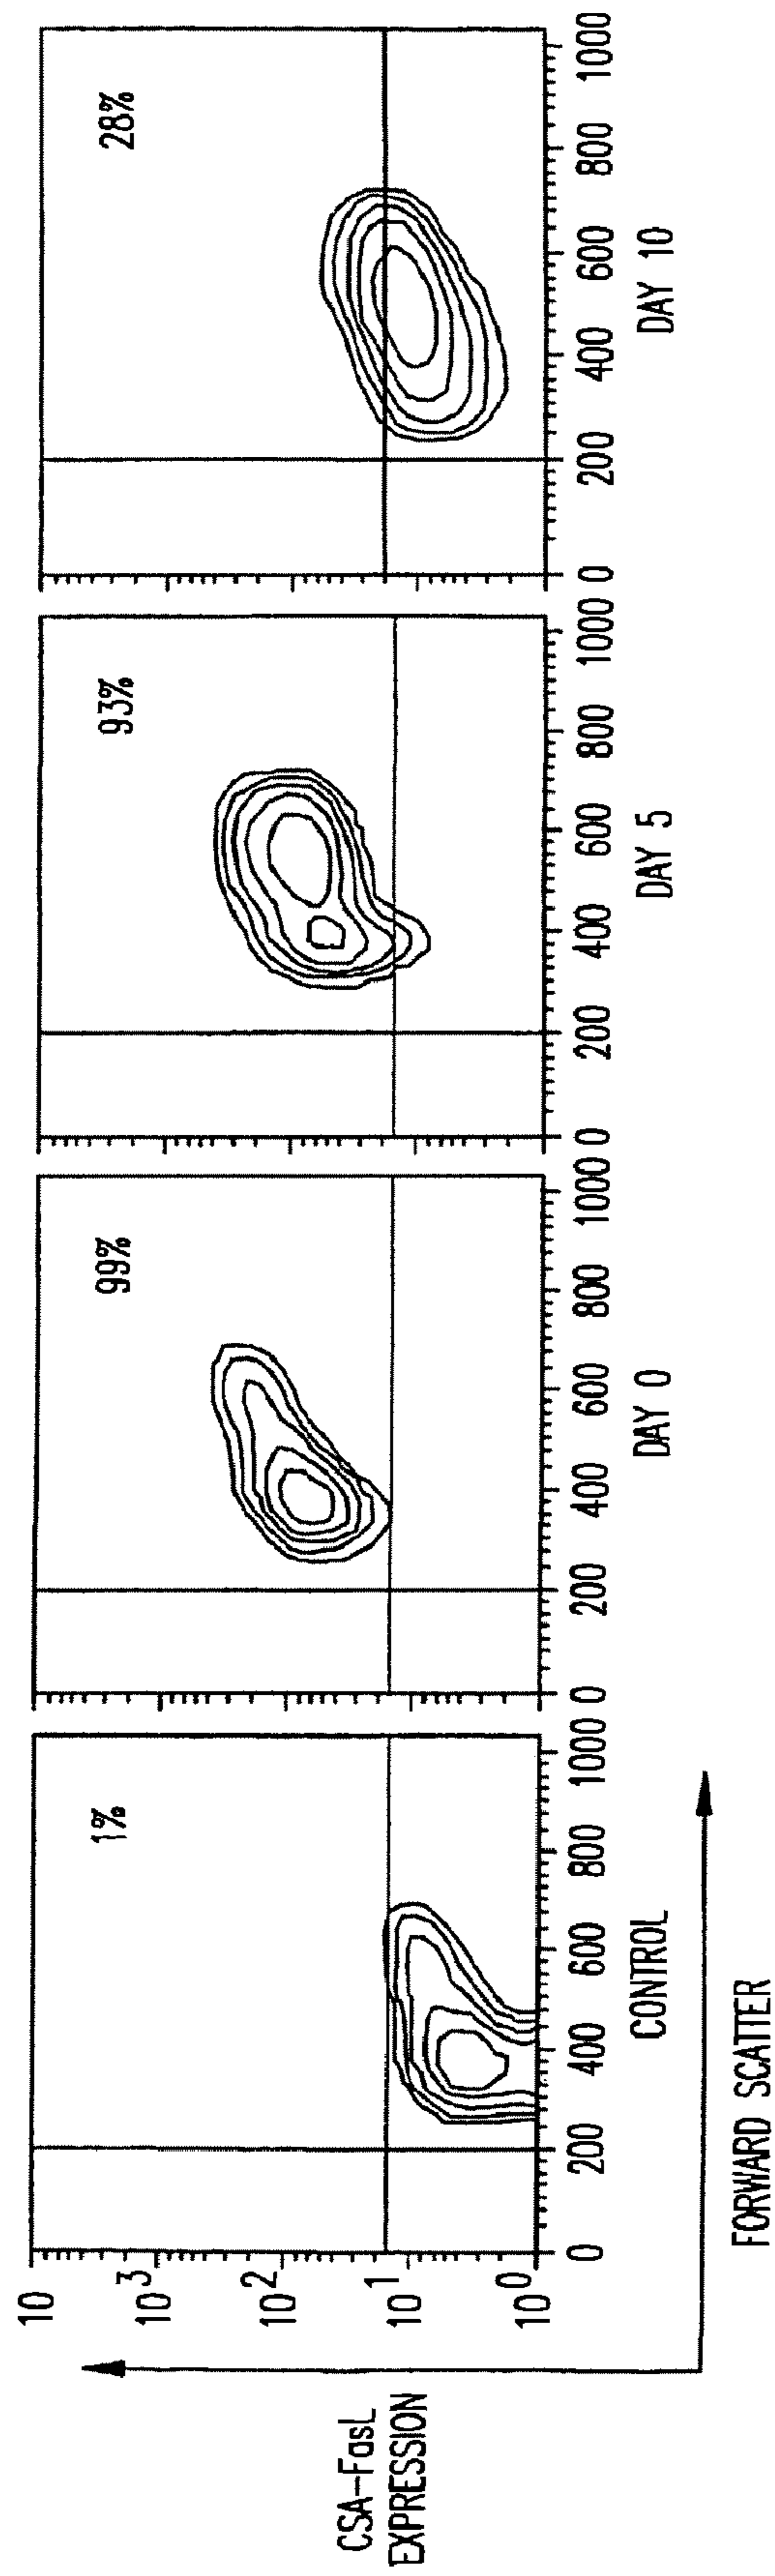 CSA-FasL
EXPRESSION
10
10³
10²
10¹
10⁰
1%
0 200 400 600 800 1000
CONTROL
99%
0 200 400 600 800 1000
DAY 0
93%
0 200 400 600 800 1000
DAY 5
28%
0 200 400 600 800 1000
DAY 10
FORWARD SCATTER